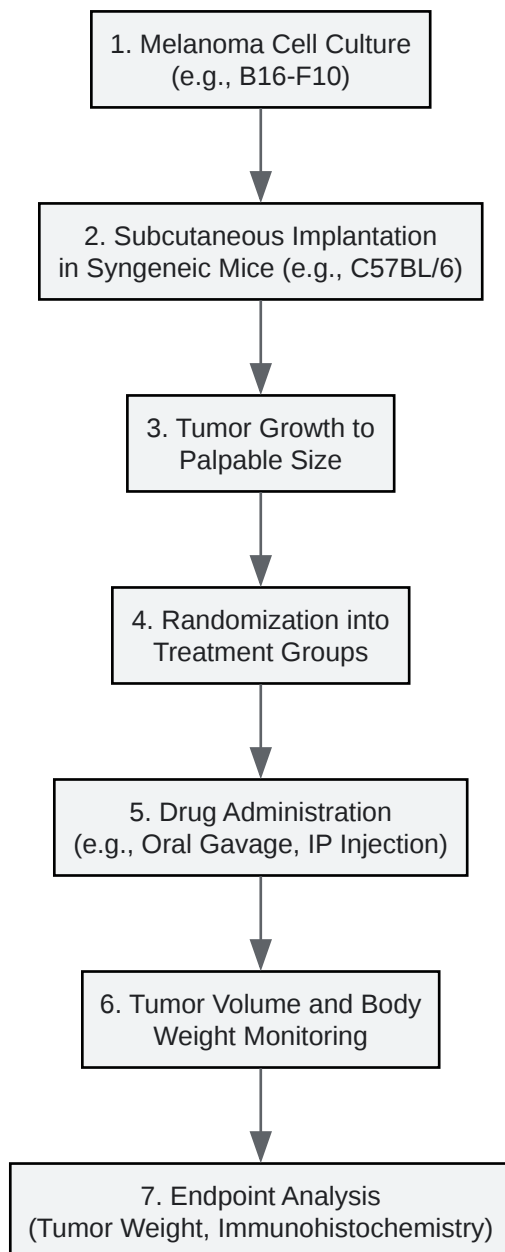 1. Melanoma Cell Culture
(e.g., B16-F10)
2. Subcutaneous Implantation
in Syngeneic Mice (e.g., C57BL/6)
3. Tumor Growth to
Palpable Size
4. Randomization into
Treatment Groups
5. Drug Administration
(e.g., Oral Gavage, IP Injection)
6. Tumor Volume and Body
Weight Monitoring
7. Endpoint Analysis
(Tumor Weight, Immunohistochemistry)